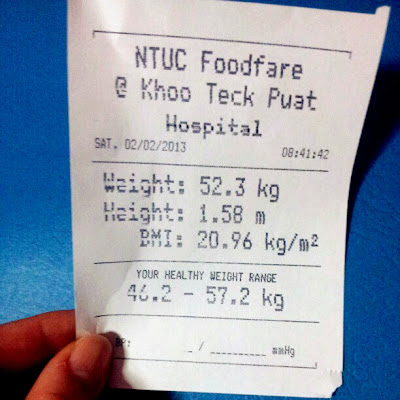 NTUC Foodfare
@ Khoo Teck Puat
Hospital
SAT, 02/02/2013 08:41:42
Weight: 52.3 kg
Height: 1.58 m
BMI: 20.96 kg/m²
YOUR HEALTHY WEIGHT RANGE
46.2 - 57.2 kg
BP: _ / _________ mmHg